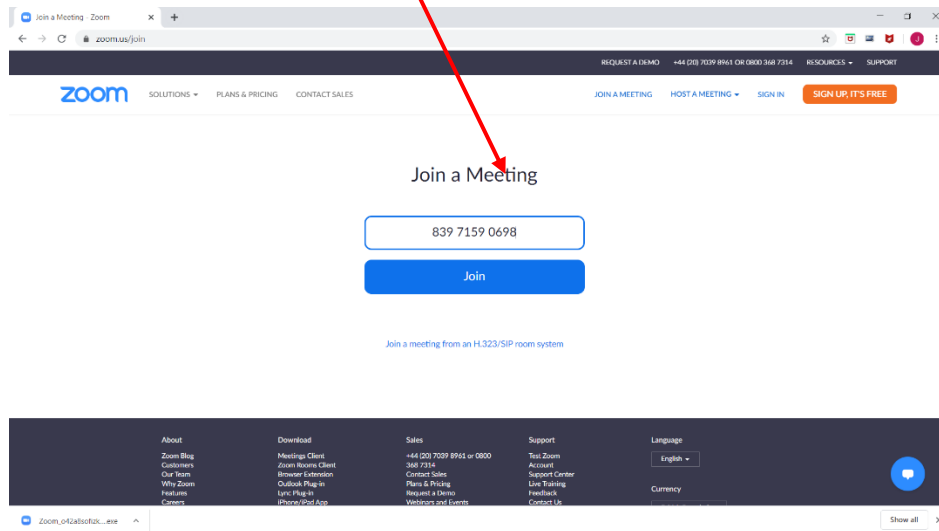 Join a Meeting - Zoom
zoom.us/join
REQUEST A DEMO +44 (20) 7039 8961 OR 0800 368 7314 RESOURCES SUPPORT
zoom SOLUTIONS PLANS & PRICING CONTACT SALES JOIN A MEETING HOST A MEETING SIGN IN SIGN UP, IT'S FREE
Join a Meeting
839 7159 0698
Join
Join a meeting from an H.323/SIP room system
About
Zoom Blog
Customers
Our Team
Why Zoom
Features
Careers
Download
Meetings Client
Zoom Rooms Client
Browser Extension
Outlook Plug-in
Lync Plug-in
iPhone/iPad App
Sales
+44 (20) 7039 8961 or 0800
368 7314
Contact Sales
Plans & Pricing
Request a Demo
Webinars and Events
Support
Test Zoom
Account
Support Center
Live Training
Feedback
Contact Us
Language
English
Currency
Show all